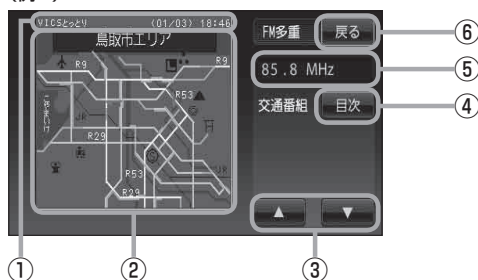 VICSとっとり (01/03) 18:46
鳥取市エリア
R9
R9
R53
R29
R53
R29
FM多重 戻る
85.8 MHz
交通番組 目次
▲ ▼
⑥
⑤
④
① ② ③